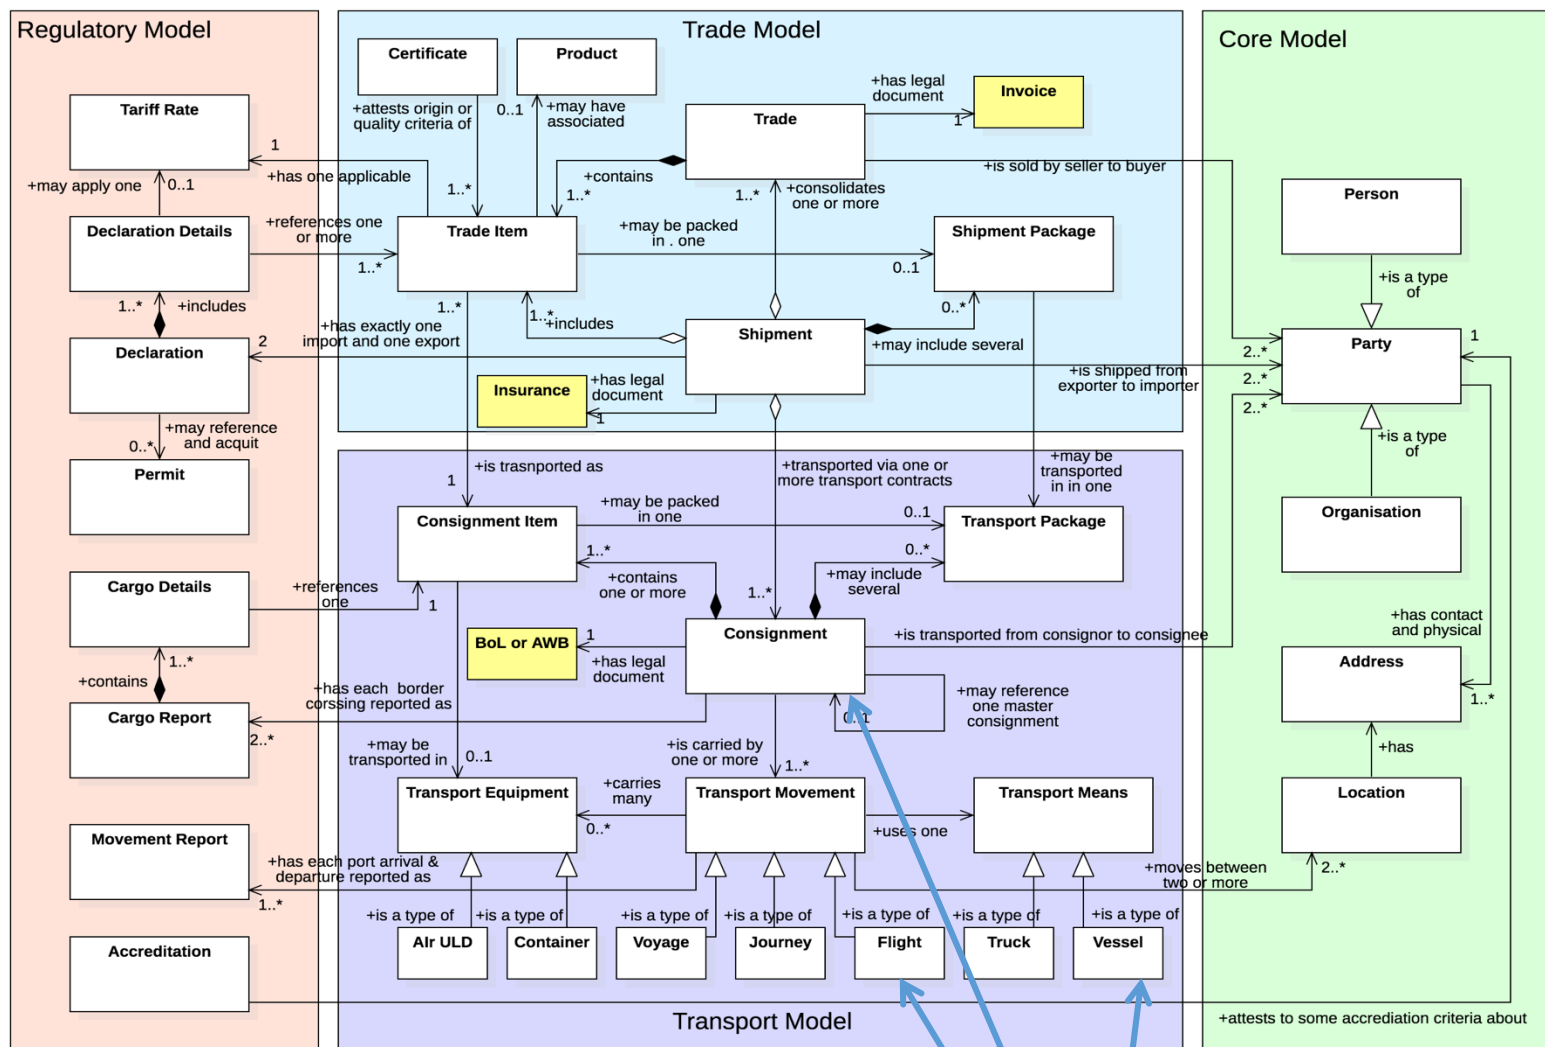 Regulatory Model
Tariff Rate
1
+may apply one
0..1
+has one applicable
Declaration Details
+references one
or more
1..*
1..*
+includes
Declaration
2
+has exactly one
import and one export
+may reference
and acquit
0..*
Permit
Cargo Details
+references
one
1
1..*
+contains
Cargo Report
2..*
+has each  border
corssing reported as
Movement Report
+has each port arrival &
departure reported as
1..*
Accreditation
Trade Model
Certificate
Product
+attests origin or
quality criteria of
0..1
+may have
associated
1..*
+contains
1..*
Trade
+has legal
document
1
Invoice
+is sold by seller to buyer
1..*
+consolidates
one or more
Trade Item
+may be packed
in . one
0..1
Shipment Package
1..*
1..*
+includes
Shipment
0..*
+may include several
+is shipped from
exporter to importer
Insurance
+has legal
document
1
+is trasnported as
1
+transported via one or
more transport contracts
+may be
transported
in in one
Consignment Item
+may be packed
in one
0..1
Transport Package
1..*
+contains
one or more
0..*
+may include
several
1..*
BoL or AWB
1
+has legal
document
Consignment
+is transported from consignor to consignee
+may reference
one master
consignment
0..1
+may be
transported in
0..1
+is carried by
one or more
1..*
Transport Equipment
+carries
many
0..*
Transport Movement
+uses one
Transport Means
+moves between
two or more
2..*
+is a type of
+is a type of
+is a type of
+is a type of
+is a type of
+is a type of
+is a type of
AIr ULD
Container
Voyage
Journey
Flight
Truck
Vessel
Transport Model
Core Model
Person
+is a type
of
Party
1
2..*
2..*
2..*
+is a type
of
Organisation
+has contact
and physical
Address
1..*
+has
Location
+attests to some accrediation criteria about